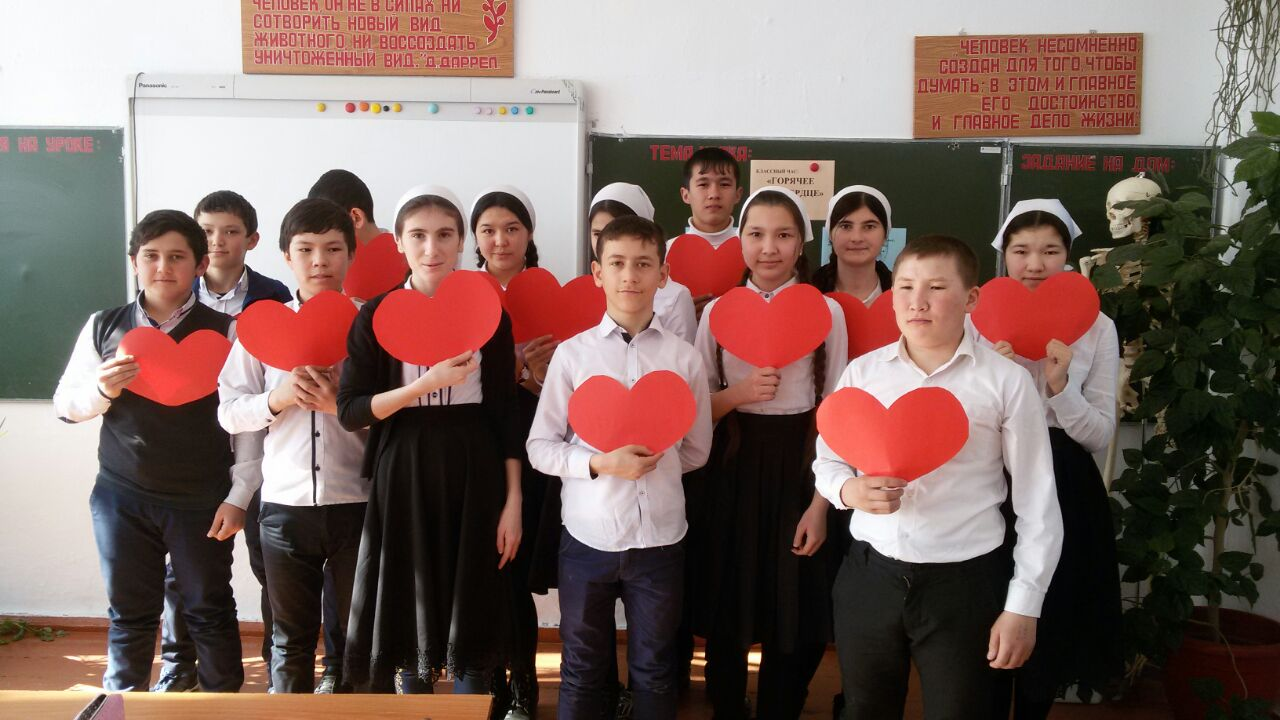 ЧЕЛОВЕК ОН НЕ В СИЛАХ НИ
СОТВОРИТЬ НОВЫЙ ВИД
ЖИВОТНОГО, НИ ВОССОЗДАТЬ
УНИЧТОЖЕННЫЙ ВИД." Д.ДАРРЕЛ.
ЧЕЛОВЕК, НЕСОМНЕННО,
СОЗДАН ДЛЯ ТОГО, ЧТОБЫ
ДУМАТЬ: В ЭТОМ И ГЛАВНОЕ
ЕГО ДОСТОИНСТВО,
И ГЛАВНОЕ ДЕЛО ЖИЗНИ.
Panasonic
НА УРОКЕ:
ТЕМА
КЛАССНЫЙ ЧАС:
«ГОРЯЧЕЕ
ЗАДАНИЕ НА ДОМ: